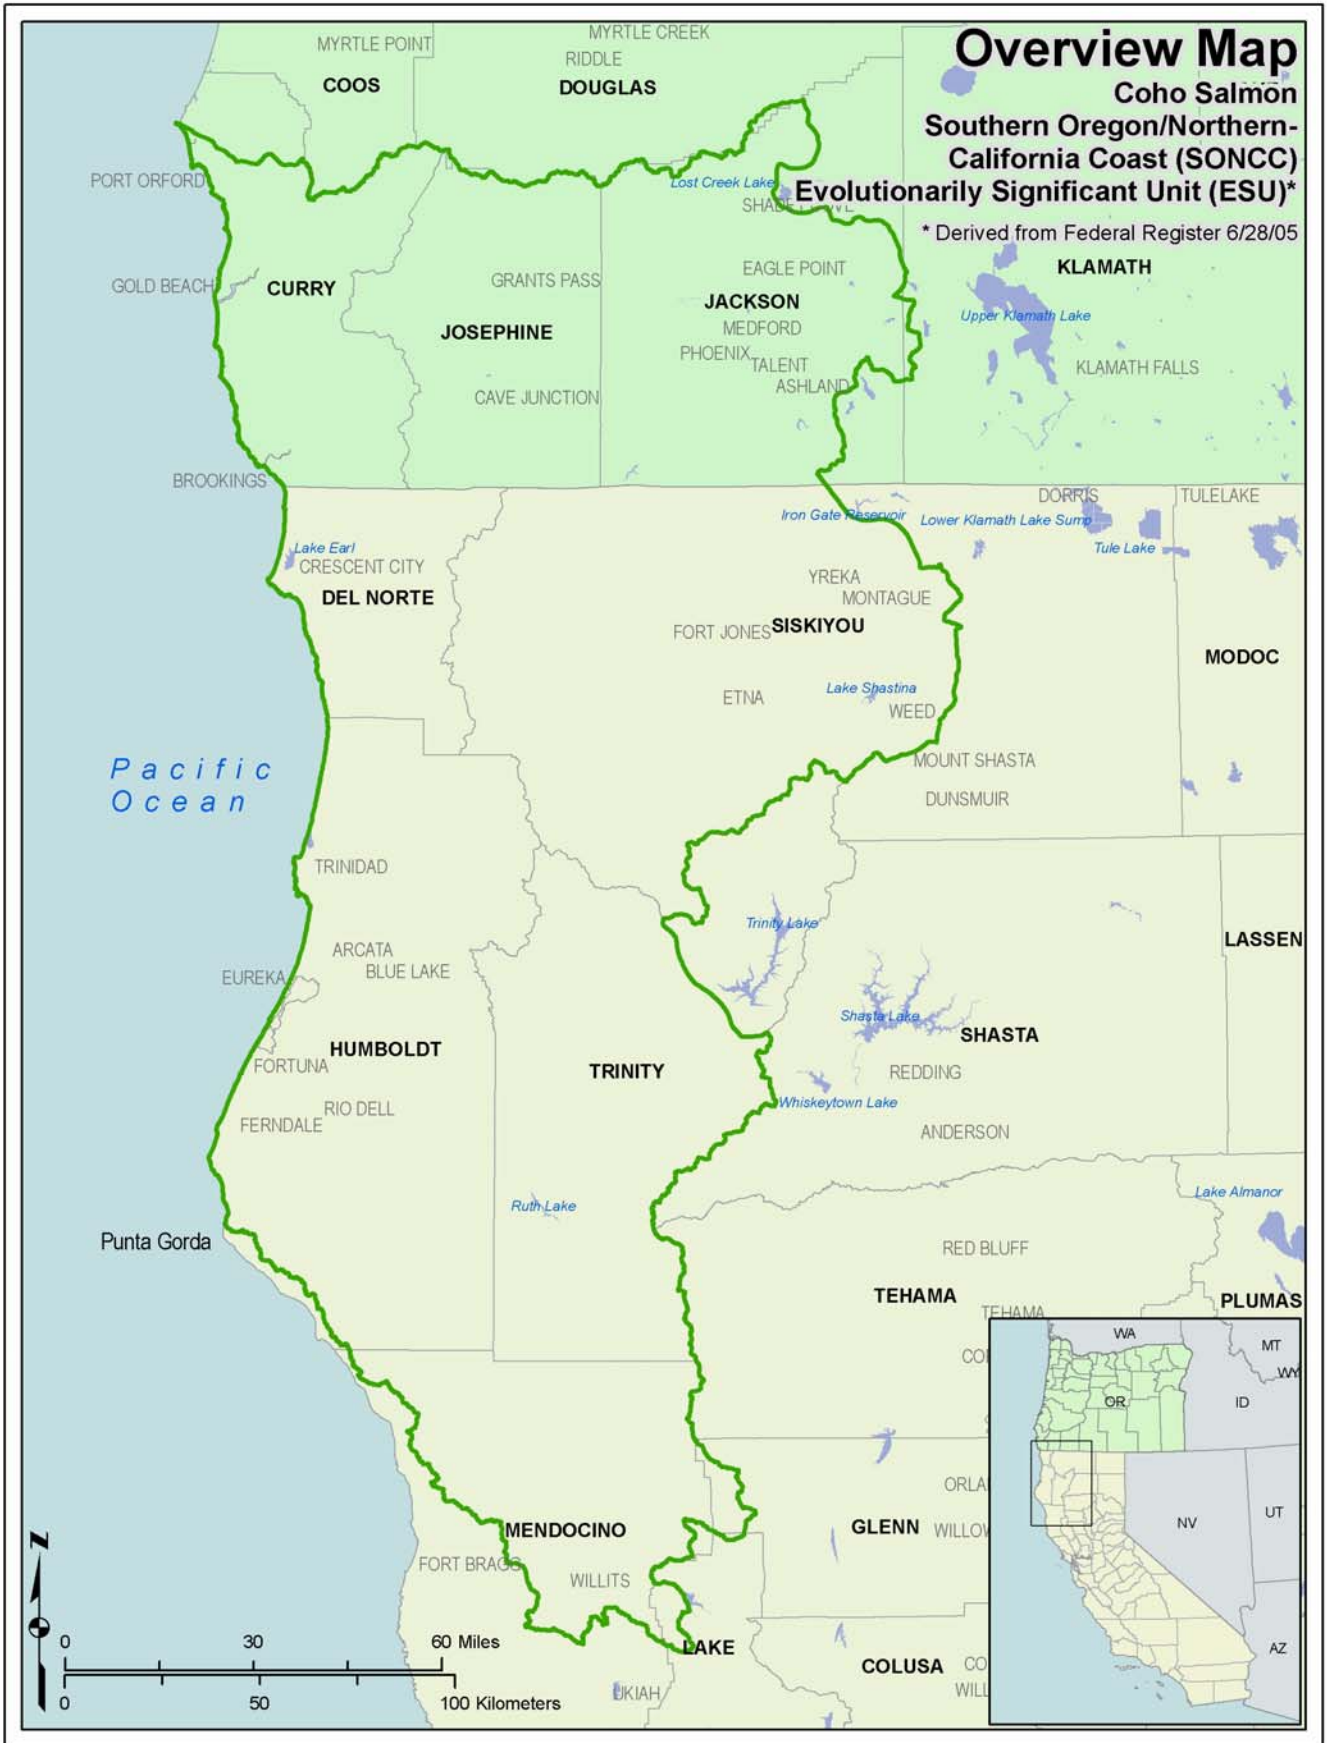 Overview Map
Coho Salmon
Southern Oregon/Northern-
California Coast (SONCC)
Evolutionarily Significant Unit (ESU)*
* Derived from Federal Register 6/28/05
MYRTLE POINT
MYRTLE CREEK
RIDDLE
COOS
DOUGLAS
PORT ORFORD
Lost Creek Lake
GOLD BEACH
CURRY
GRANTS PASS
EAGLE POINT
KLAMATH
JACKSON
Upper Klamath Lake
JOSEPHINE
MEDFORD
PHOENIX
TALENT
KLAMATH FALLS
ASHLAND
CAVE JUNCTION
BROOKINGS
DORRIS
TULELAKE
Iron Gate Reservoir
Lower Klamath Lake Sump
Lake Earl
Tule Lake
CRESCENT CITY
YREKA
DEL NORTE
MONTAGUE
FORT JONES
SISKIYOU
MODOC
ETNA
Lake Shastina
WEED
Pacific
Ocean
MOUNT SHASTA
DUNSMUIR
TRINIDAD
Trinity Lake
LASSEN
ARCATA
BLUE LAKE
EUREKA
Shasta Lake
SHASTA
HUMBOLDT
FORTUNA
TRINITY
REDDING
RIO DELL
Whiskeytown Lake
FERNDALE
ANDERSON
Ruth Lake
Lake Almanor
Punta Gorda
RED BLUFF
TEHAMA
PLUMAS
TEHAMA
WA
MT
WY
OR
ID
NV
UT
AZ
MENDOCINO
GLENN
FORT BRAGG
WILLITS
LAKE
COLUSA
UKIAH
N
0 30 60 Miles
0 50 100 Kilometers